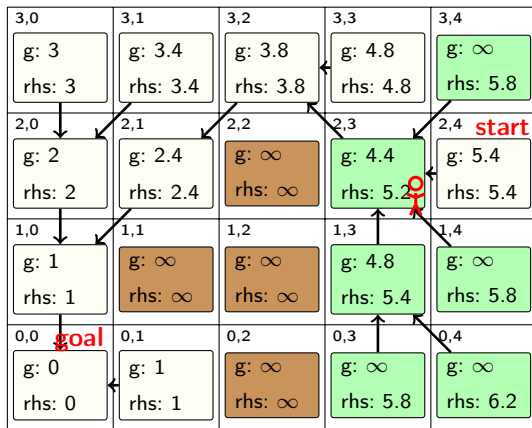 3,0 3,1 3,2 3,3 3,4
g: 3 g: 3.4 g: 3.8 g: 4.8 g: ∞
rhs: 3 rhs: 3.4 rhs: 3.8 rhs: 4.8 rhs: 5.8
2,0 2,1 2,2 2,3 2,4 start
g: 2 g: 2.4 g: ∞ g: 4.4 g: 5.4
rhs: 2 rhs: 2.4 rhs: ∞ rhs: 5.2 rhs: 5.4
1,0 1,1 1,2 1,3 1,4
g: 1 g: ∞ g: ∞ g: 4.8 g: ∞
rhs: 1 rhs: ∞ rhs: ∞ rhs: 5.4 rhs: 5.8
0,0 goal 0,1 0,2 0,3 0,4
g: 0 g: 1 g: ∞ g: ∞ g: ∞
rhs: 0 rhs: 1 rhs: ∞ rhs: 5.8 rhs: 6.2